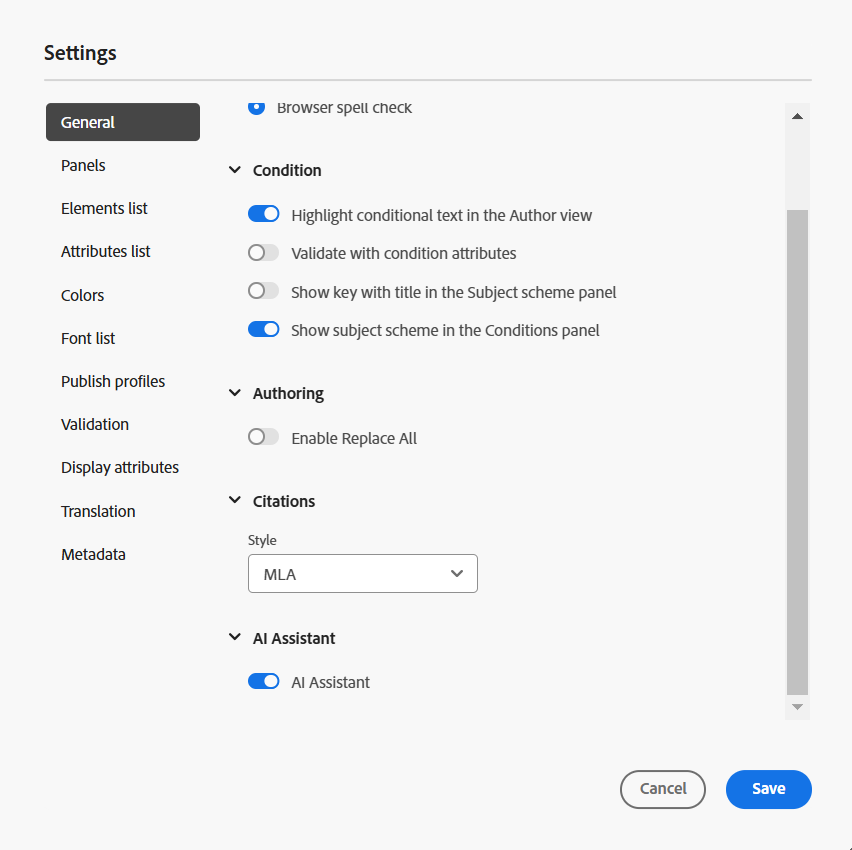 Settings
General
Panels
Elements list
Attributes list
Colors
Font list
Publish profiles
Validation
Display attributes
Translation
Metadata
Browser spell check
Condition
Highlight conditional text in the Author view
Validate with condition attributes
Show key with title in the Subject scheme panel
Show subject scheme in the Conditions panel
Authoring
Enable Replace All
Citations
Style
MLA
AI Assistant
AI Assistant
Cancel
Save